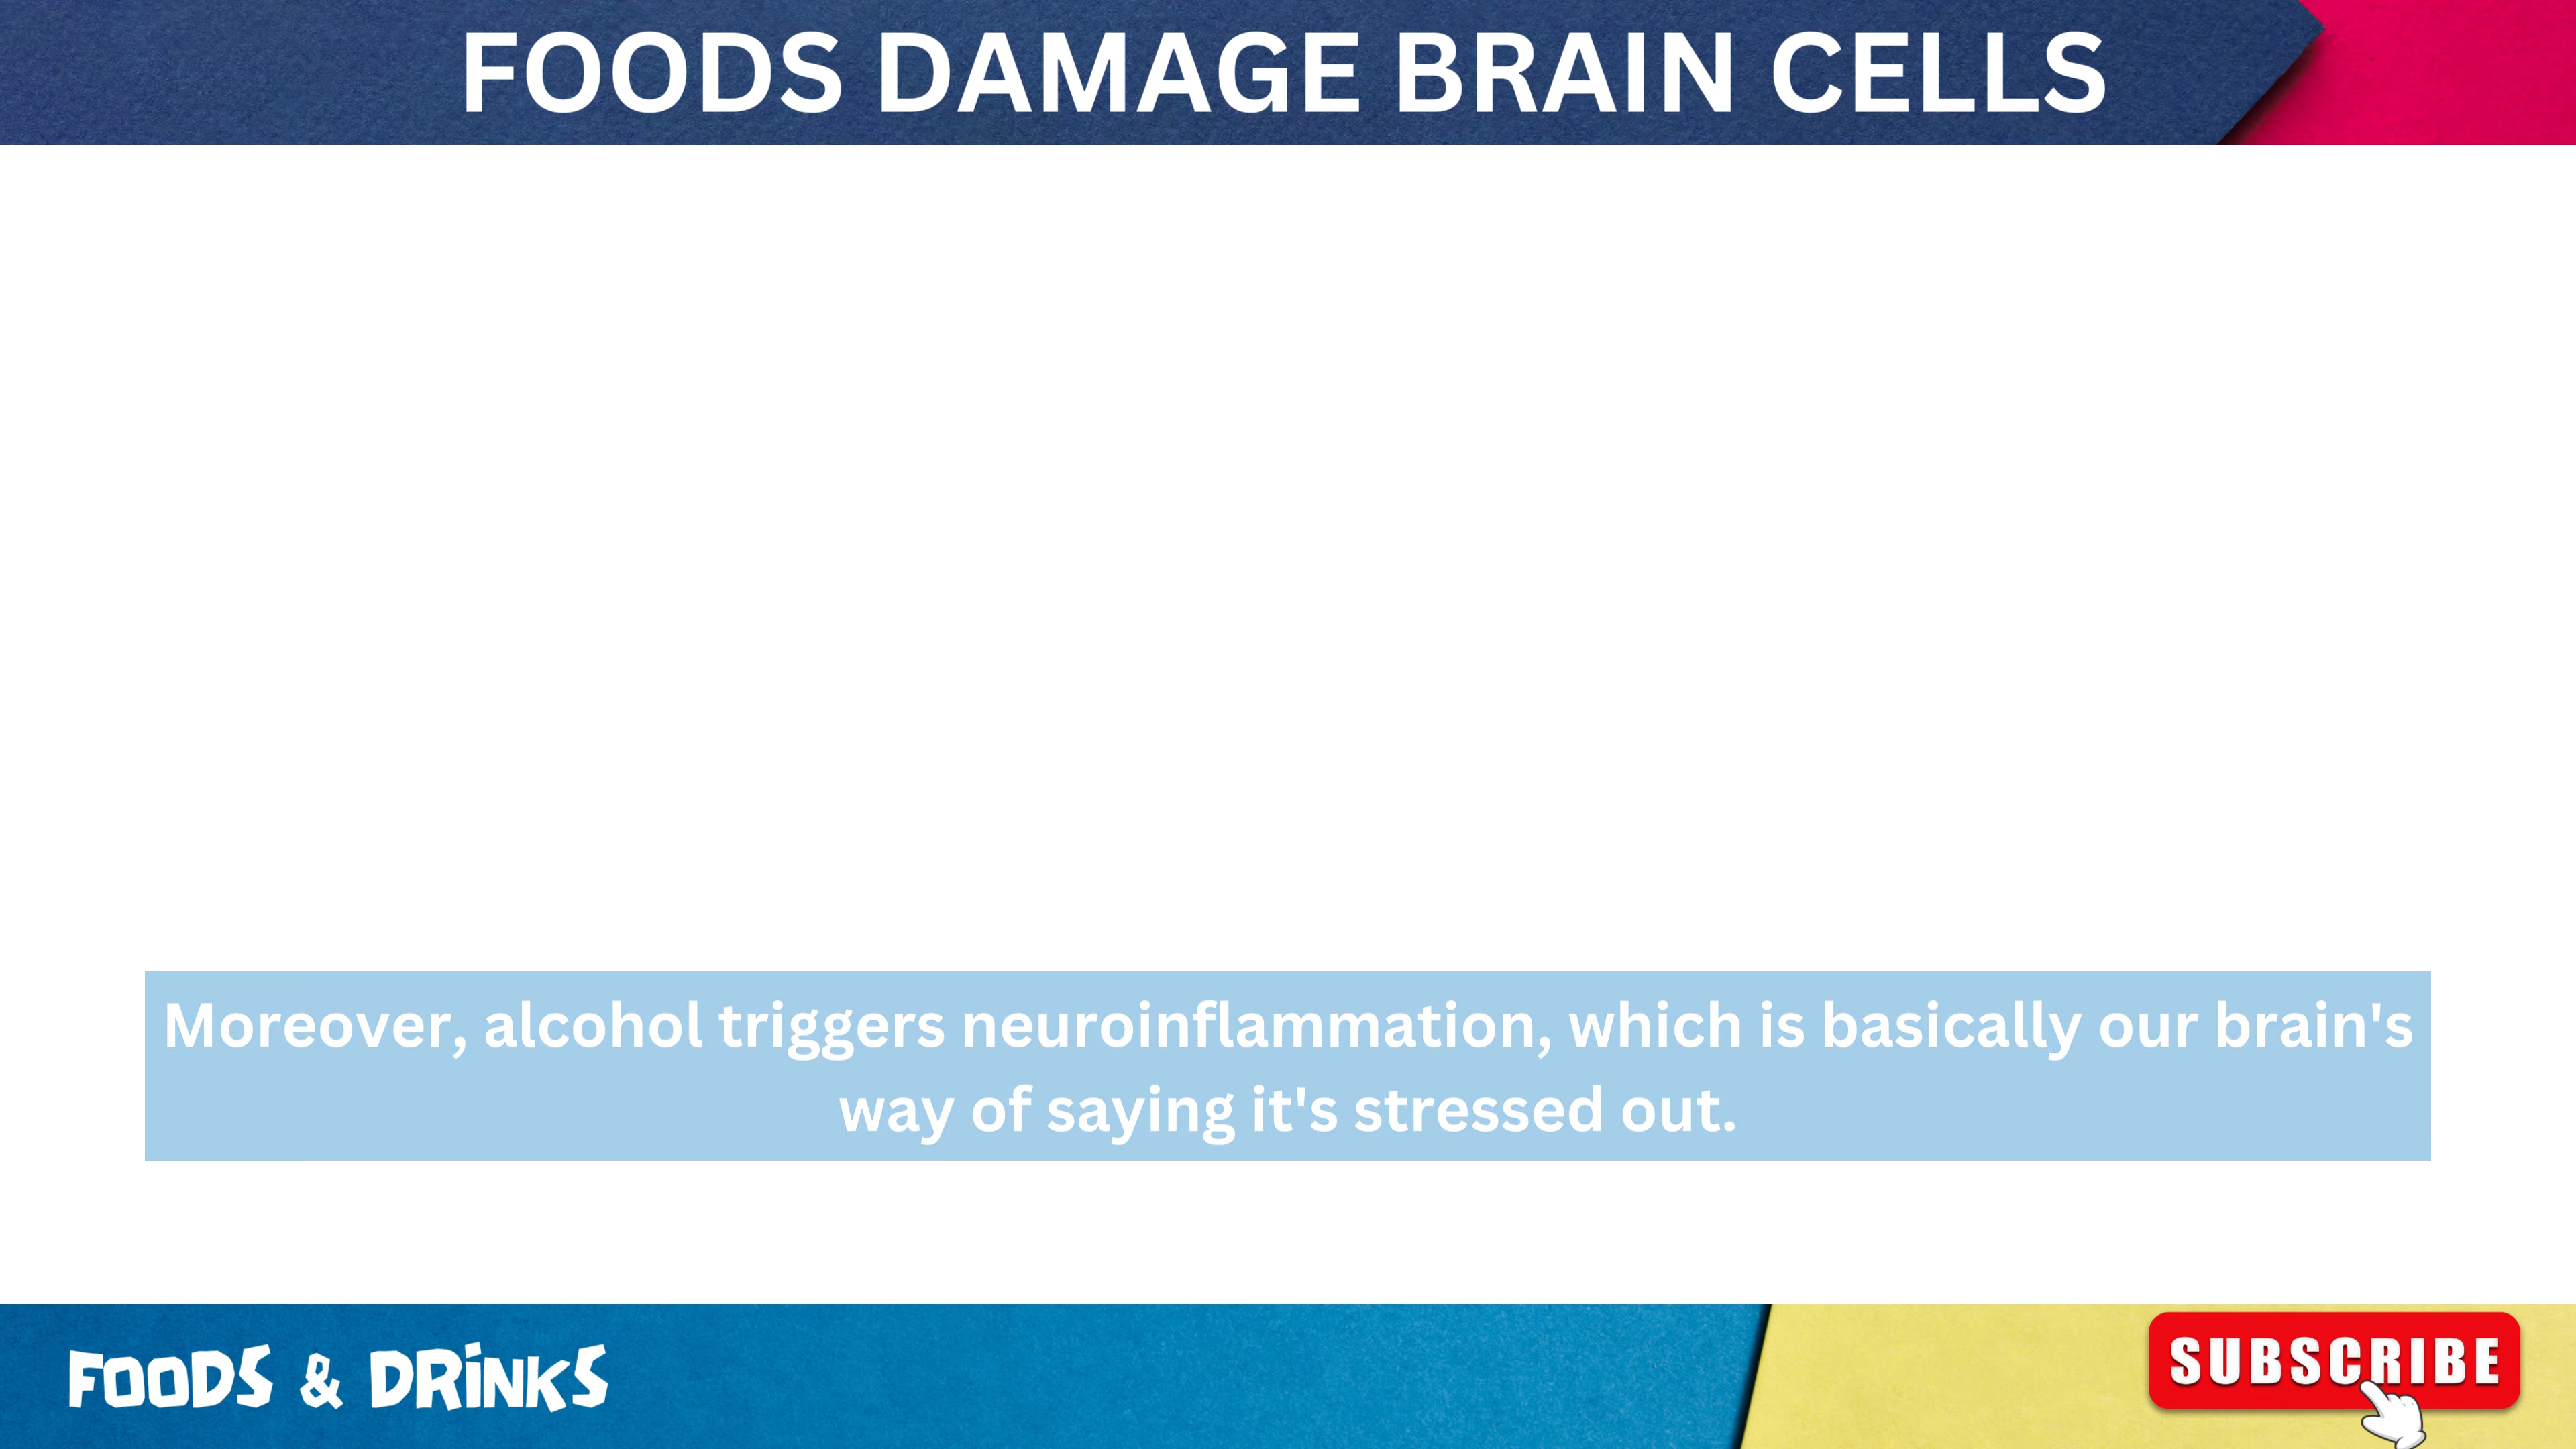 FOODS DAMAGE BRAIN CELLS
Moreover, alcohol triggers neuroinflammation, which is basically our brain's
way of saying it's stressed out.
FOODS & DRiNKS
SUBSCRIBE